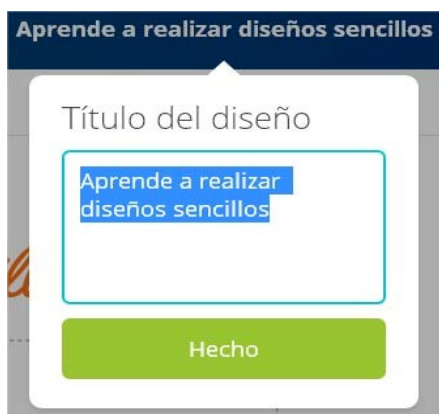 Aprende a realizar diseños sencillos
Título del diseño
Aprende a realizar
diseños sencillos
Hecho